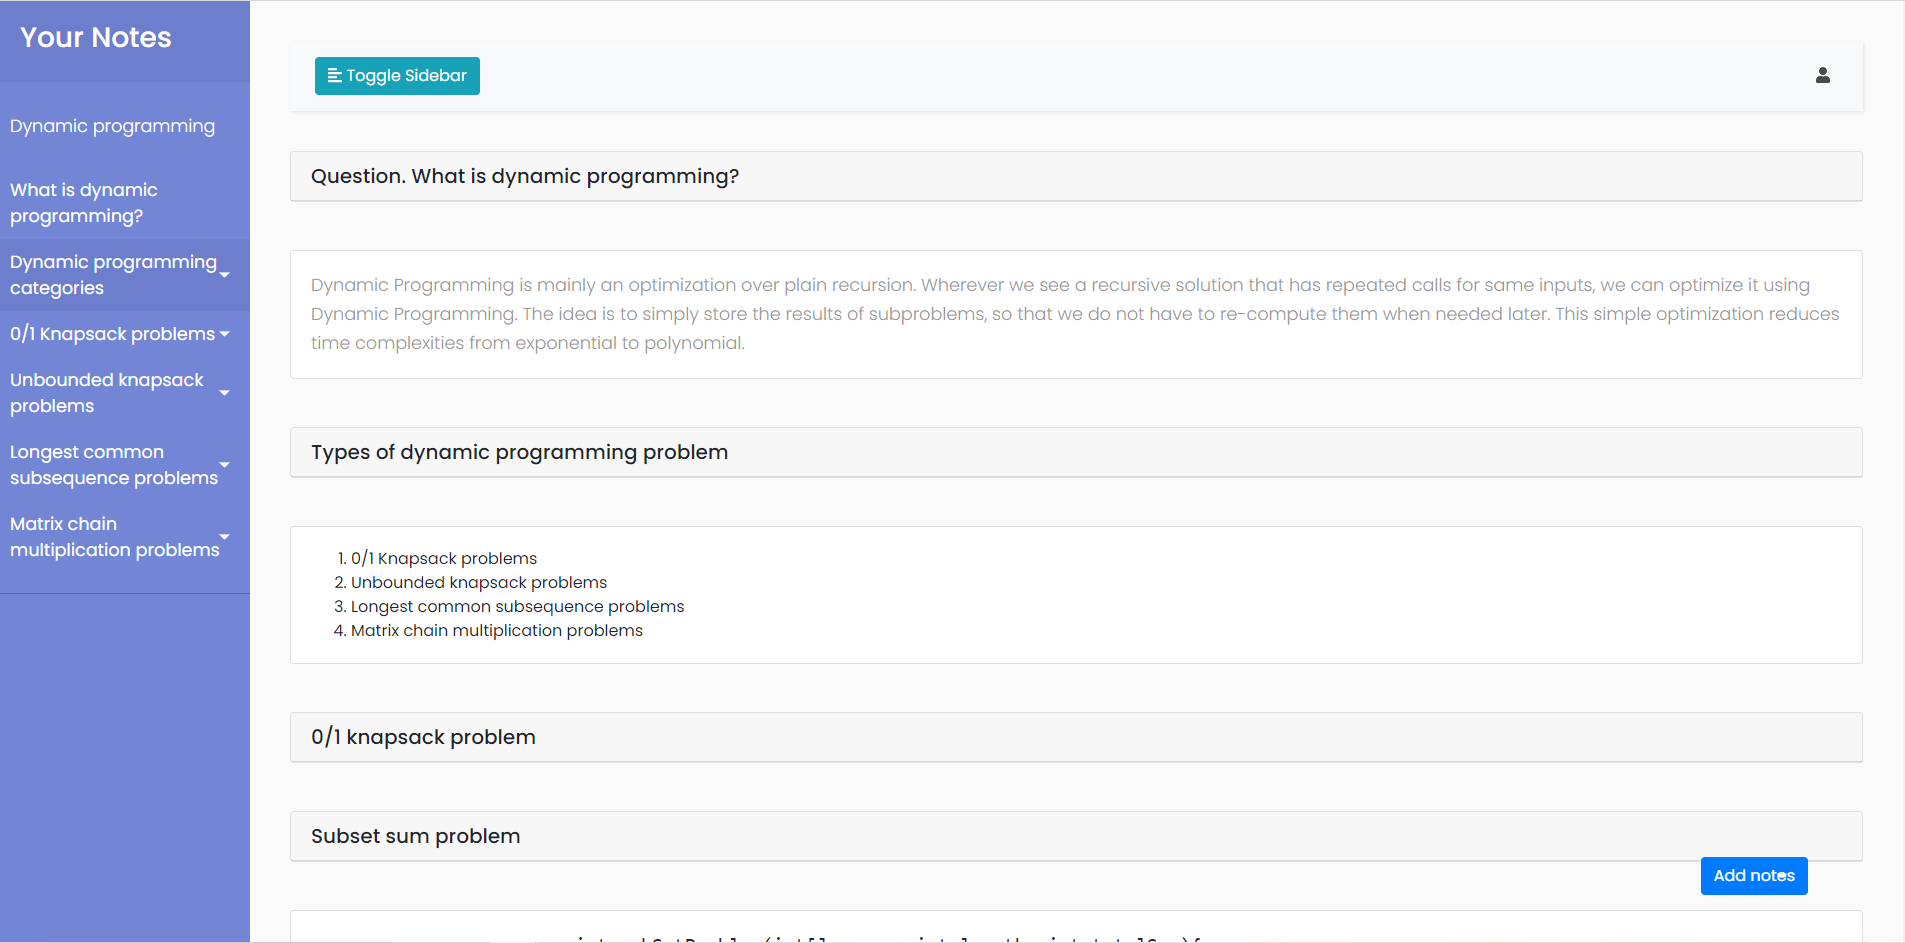 Your Notes
Dynamic programming
What is dynamic
programming?
Dynamic programming
categories
0/1 Knapsack problems
Unbounded knapsack
problems
Longest common
subsequence problems
Matrix chain
multiplication problems
Toggle Sidebar
Question. What is dynamic programming?
Dynamic Programming is mainly an optimization over plain recursion. Wherever we see a recursive solution that has repeated calls for same inputs, we can optimize it using
Dynamic Programming. The idea is to simply store the results of subproblems, so that we do not have to re-compute them when needed later. This simple optimization reduces
time complexities from exponential to polynomial.
Types of dynamic programming problem
1. 0/1 Knapsack problems
2. Unbounded knapsack problems
3. Longest common subsequence problems
4. Matrix chain multiplication problems
0/1 knapsack problem
Subset sum problem
Add notes